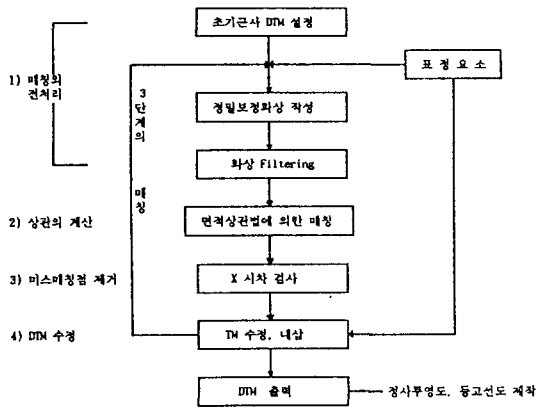 초기근사 DTM 설정
표 정 요 소
1) 매칭의
전처리
3
단
계
의
매
칭
정밀보정화상 작성
화상 Filtering
2) 상관의 계산
면적상관법에 의한 매칭
3) 미스매칭점 제거
X 시차 검사
4) DTM 수정
TM 수정, 내삽
DTM 출력
정사투영도, 등고선도 제작